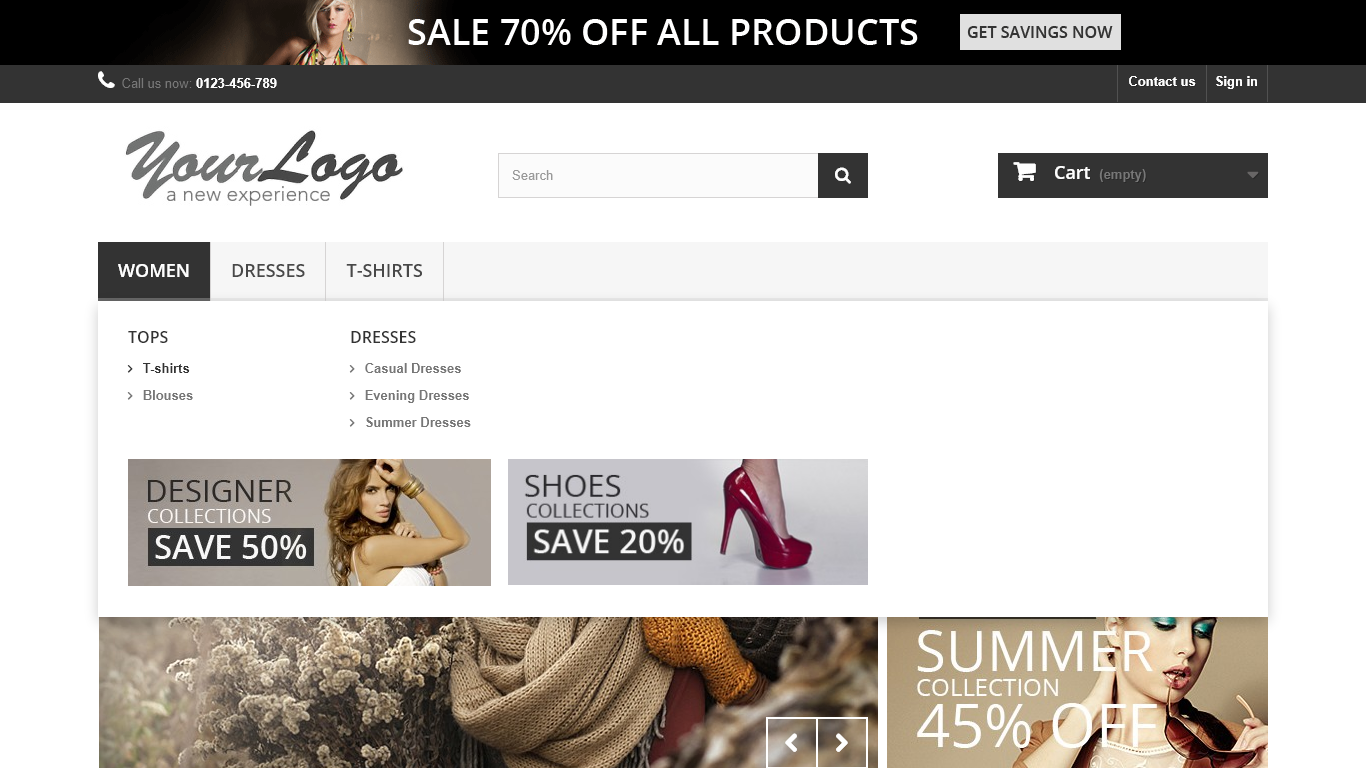 SALE 70% OFF ALL PRODUCTS GET SAVINGS NOW
Call us now: 0123-456-789 Contact us Sign in
YourLogo
a new experience
Search
Cart (empty)
WOMEN DRESSES T-SHIRTS
TOPS DRESSES
T-shirts Casual Dresses
Blouses Evening Dresses
Summer Dresses
DESIGNER
COLLECTIONS
SAVE 50%
SHOES
COLLECTIONS
SAVE 20%
SUMMER
COLLECTION
45% OFF